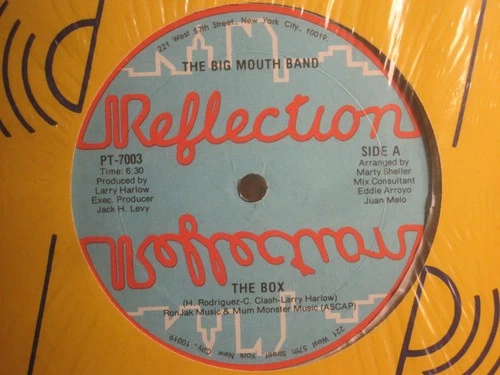 221 West 57th Street, New York City, 10019.
THE BIG MOUTH BAND
Reflection
PT-7003
Time: 6:30
Produced by
Larry Harlow
Exec. Producer
Jack H. Levy
SIDE A
Arranged by
Marty Sheller
Mix Consultant
Eddie Arroyo
Juan Melo
Reflection
THE BOX
(H. Rodriguez-C. Clash-Larry Harlow)
RonJak Music & Mum Monster Music (ASCAP)
221 West 57th Street, New York City, 10019